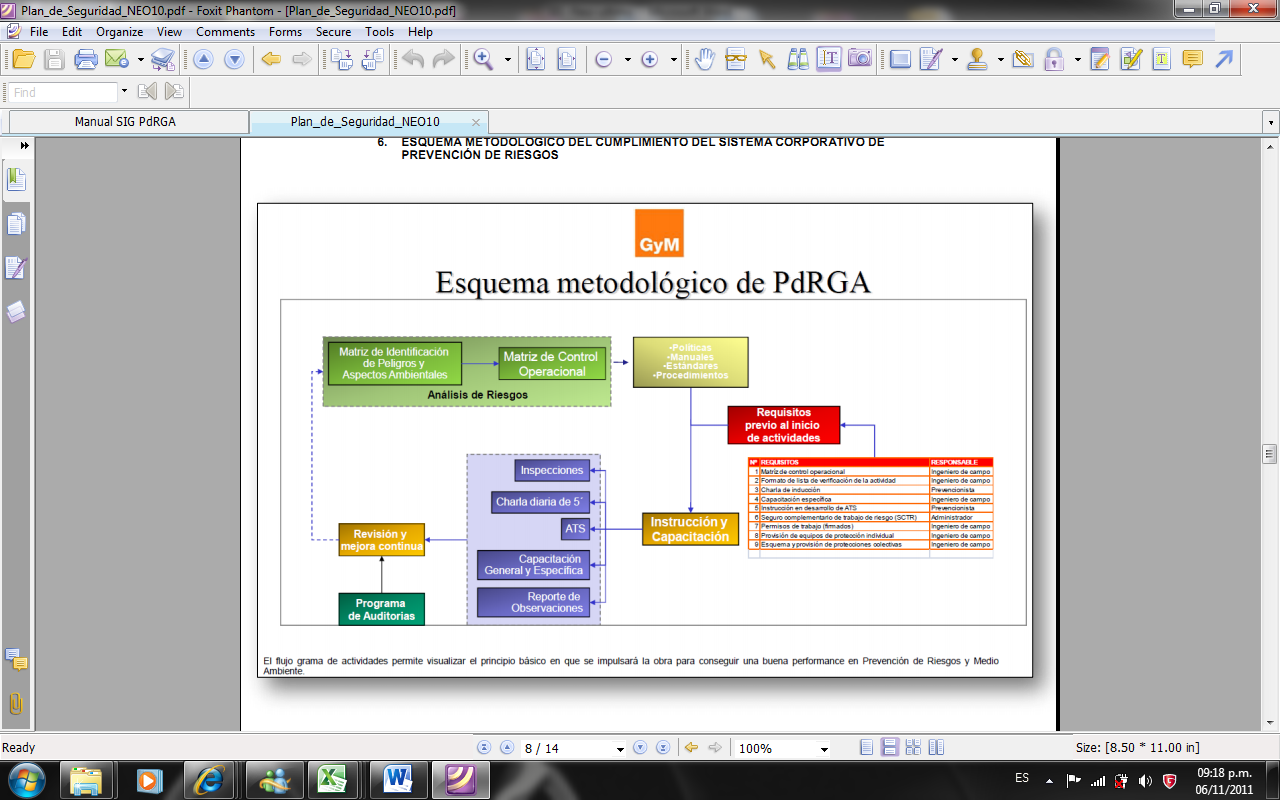 Plan_de_Seguridad_NEO10.pdf - Foxit Phantom - [Plan_de_Seguridad_NEO10.pdf]
File Edit Organize View Comments Forms Secure Tools Help
Find
Manual SIG PdRGA
Plan_de_Seguridad_NEO10
6. ESQUEMA METODOLOGICO DEL CUMPLIMIENTO DEL SISTEMA CORPORATIVO DE
PREVENCIÓN DE RIESGOS
GyM
Esquema metodológico de PdRGA
Matriz de Identificación
de Peligros y
Aspectos Ambientales
Matriz de Control
Operacional
Análisis de Riesgos
•Políticas
•Manuales
•Estándares
•Procedimientos
Requisitos
previo al inicio
de actividades
Nº REQUISITOS RESPONSABLE
1 Matriz de control operacional Ingeniero de campo
2 Formato de lista de verificación de la actividad Ingeniero de campo
3 Charla de inducción Prevencionista
4 Capacitación específica Ingeniero de campo
5 Instrucción en desarrollo de ATS Prevencionista
6 Seguro complementario de trabajo de riesgo (SCTR) Administrador
7 Permisos de trabajo (firmados) Ingeniero de campo
8 Provisión de equipos de protección individual Ingeniero de campo
9 Esquema y provisión de protecciones colectivas Ingeniero de campo
Inspecciones
Charla diaria de 5´
ATS
Capacitación
General y Específica
Reporte de
Observaciones
Instrucción y
Capacitación
Revisión y
mejora continua
Programa
de Auditorias
El flujo grama de actividades permite visualizar el principio básico en que se impulsará la obra para conseguir una buena performance en Prevención de Riesgos y Medio
Ambiente.
Ready
8 / 14
100%
Size: [8.50 * 11.00 in]
ES
09:18 p.m.
06/11/2011